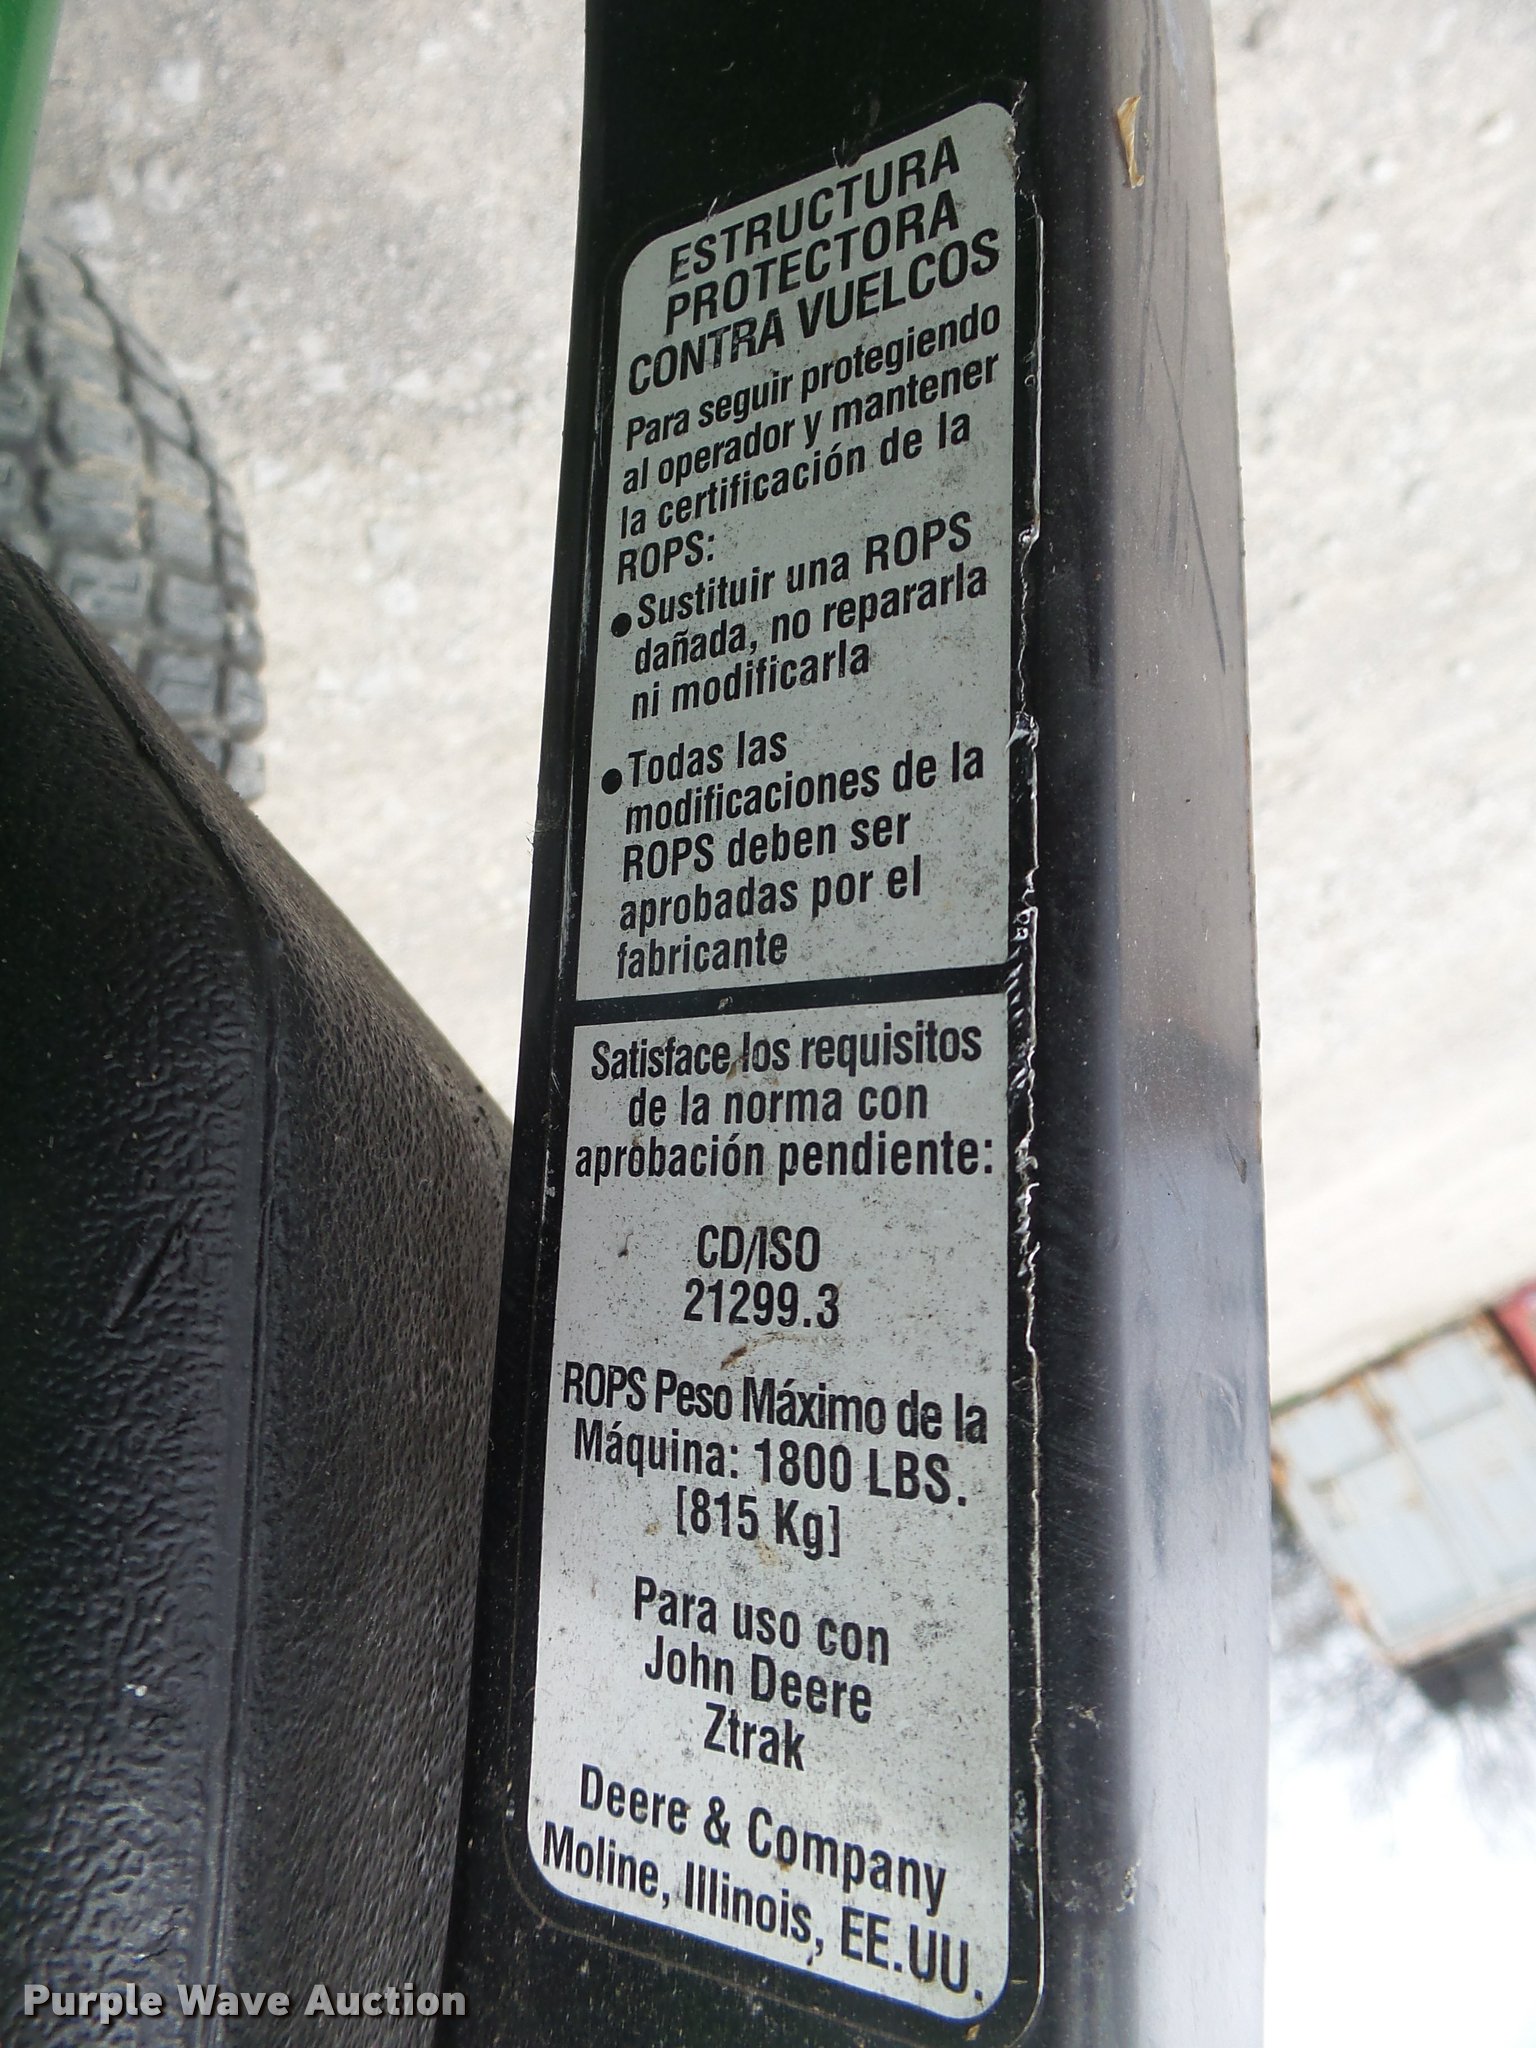 ESTRUCTURA
PROTECTORA
CONTRA VUELCOS
Para seguir protegiendo
al operador y mantener
la certificación de la
ROPS:
●Sustituir una ROPS
dañada, no repararla
ni modificarla
●Todas las
modificaciones de la
ROPS deben ser
aprobadas por el
fabricante
Satisface los requisitos
de la norma con
aprobación pendiente:
CD/ISO
21299.3
ROPS Peso Máximo de la
Máquina: 1800 LBS.
[815 Kg]
Para uso con
John Deere
Ztrak
Deere & Company
Moline, Illinois, EE.UU.
Purple Wave Auction